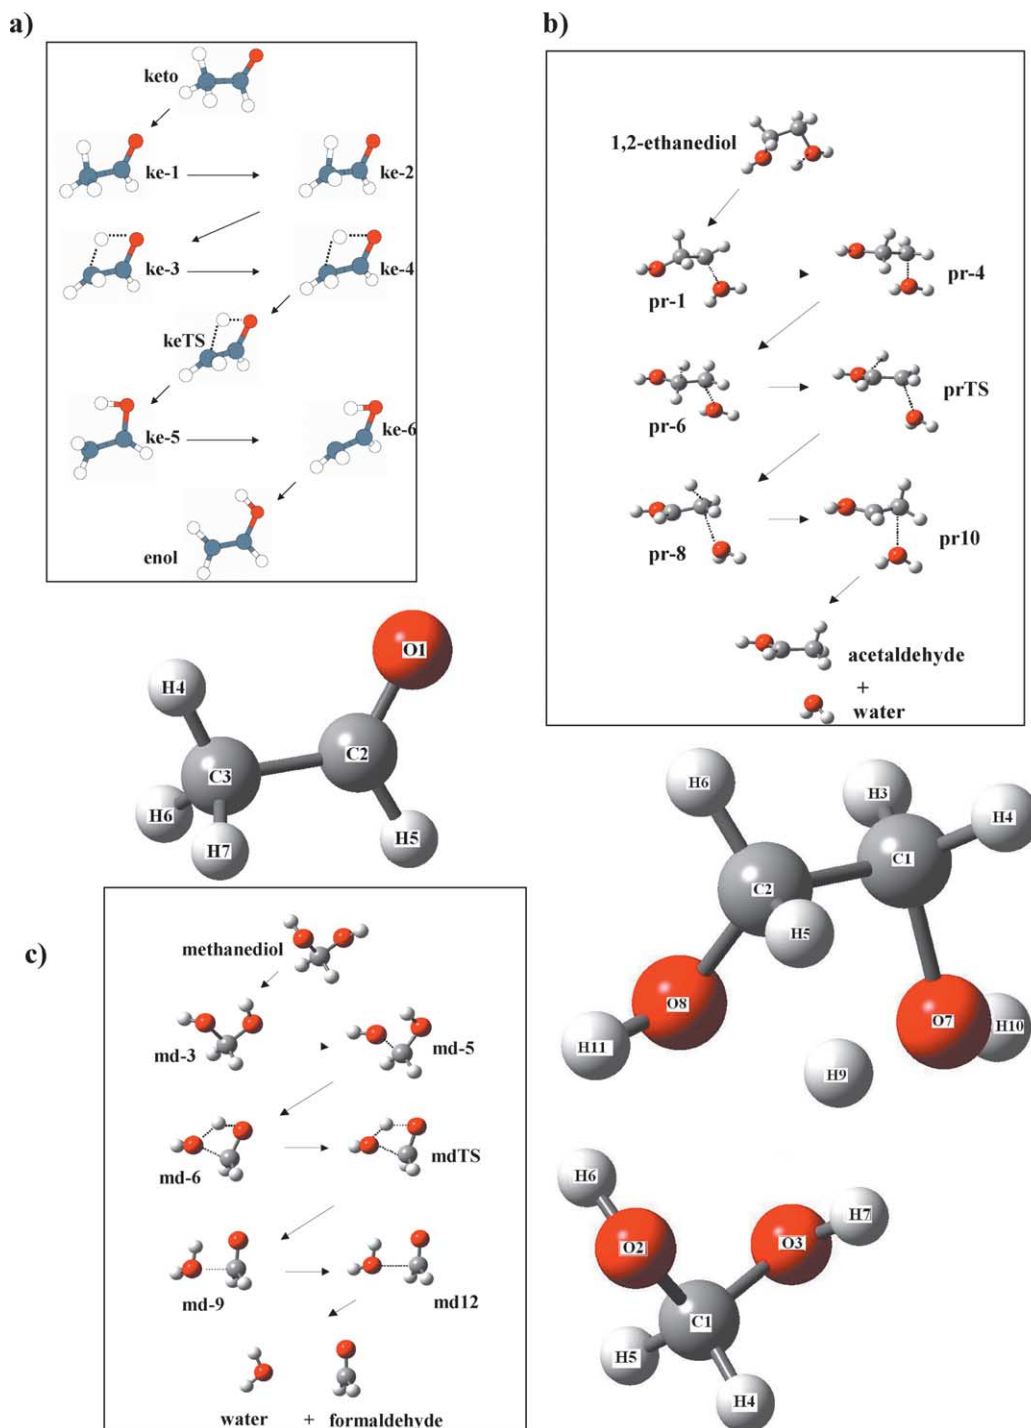 a)
keto
ke-1
ke-2
ke-3
ke-4
keTS
ke-5
ke-6
enol
b)
1,2-ethanediol
pr-1
pr-4
pr-6
prTS
pr-8
pr10
acetaldehyde
+
water
O1
H4
C2
C3
H6
H7
H5
H6
H3
H4
C1
C2
H5
O8
O7
H10
H11
H9
c)
methanediol
md-3
md-5
md-6
mdTS
md-9
md12
water + formaldehyde
H6
H7
O2
O3
C1
H5
H4